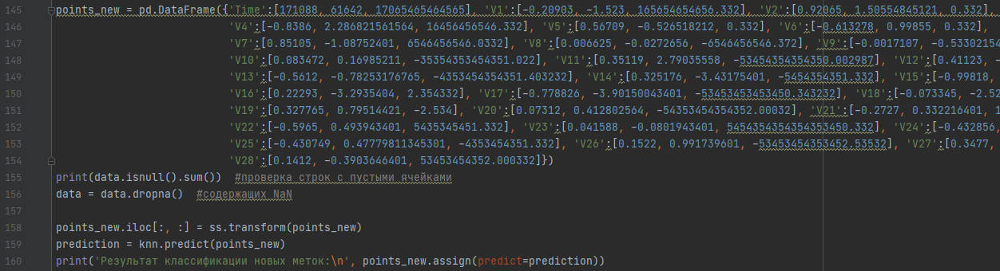 145 points_new = pd.DataFrame({'Time':[171088, 61642, 17065465464565], 'V1':[-0.20903, -1.523, 165654654656.332], 'V2':[0.92065, 1.50554845121, 0.332],
146 'V4':[-0.8386, 2.286821561564, 16456456546.332], 'V5':[0.56709, -0.526518212, 0.332], 'V6':[-0.613278, 0.99855, 0.332],
147 'V7':[0.85105, -1.08752401, 6546456546.0332], 'V8':[0.006625, -0.0272656, -6546456546.372], 'V9':[-0.0017107, -0.53302154
148 'V10':[0.083472, 0.16985211, -35354353454351.022], 'V11':[0.35119, 2.79035558, -53454354354350.002987], 'V12':[0.41123, -
149 'V13':[-0.5612, -0.78253176765, -4353454354351.403232], 'V14':[0.325176, -3.43175401, -5454354351.332], 'V15':[-0.99818,
150 'V16':[0.22293, -3.2935404, 2.354332], 'V17':[-0.778826, -3.90150043401, -53453453453450.343232], 'V18':[-0.073345, -2.52
151 'V19':[0.327765, 0.79514421, -2.534], 'V20':[0.07312, 0.412802564, -54353454354352.00032], 'V21':[-0.2727, 0.332216401, 1
152 'V22':[-0.5965, 0.493943401, 5435345451.332], 'V23':[0.041588, -0.0801943401, 5454354354354353450.332], 'V24':[-0.432856,
153 'V25':[-0.430749, 0.47779811345301, -4353454351.332], 'V26':[0.1522, 0.991739601, -53453454353452.53532], 'V27':[0.3477,
154 'V28':[0.1412, -0.3903646401, 53453454352.000332]})
155 print(data.isnull().sum()) #проверка строк с пустыми ячейками
156 data = data.dropna() #содержащих NaN
157
158 points_new.iloc[:, :] = ss.transform(points_new)
159 prediction = knn.predict(points_new)
160 print('Результат классификации новых меток:\n', points_new.assign(predict=prediction))